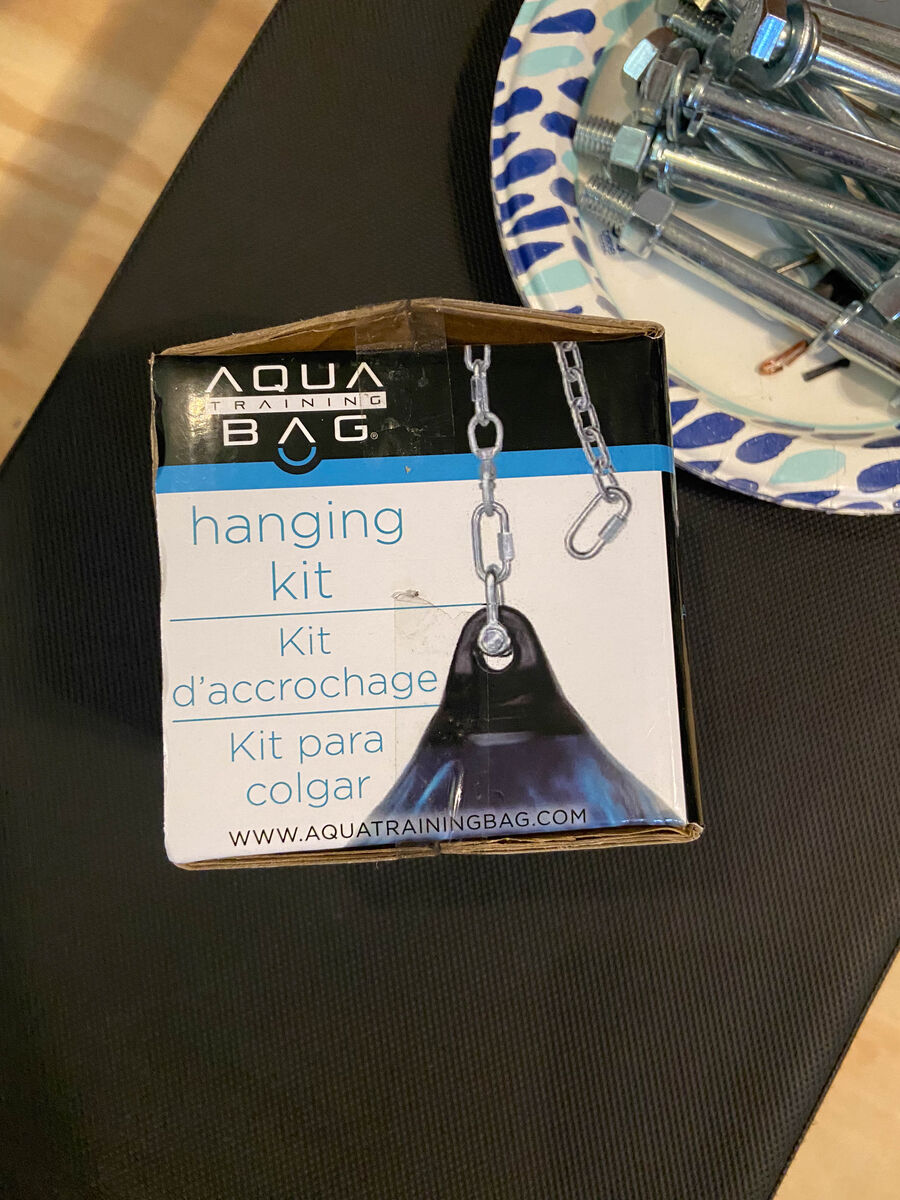 AQUA
TRAINING
BAG®
hanging
kit
Kit
d'accrochage
Kit para
colgar
WWW.AQUATRAININGBAG.COM